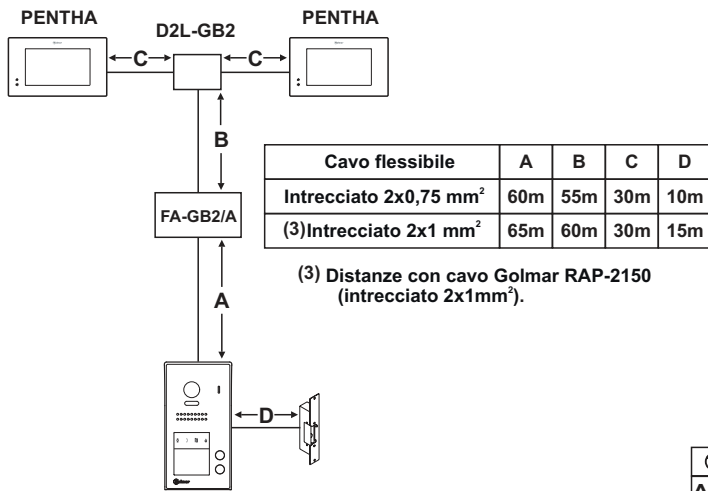 PENTHA
D2L-GB2
PENTHA
C
C
B
FA-GB2/A
A
D
Cavo flessibile A B C D
Intrecciato 2x0,75 mm² 60m 55m 30m 10m
(3)Intrecciato 2x1 mm² 65m 60m 30m 15m
(3) Distanze con cavo Golmar RAP-2150
(intrecciato 2x1mm²).